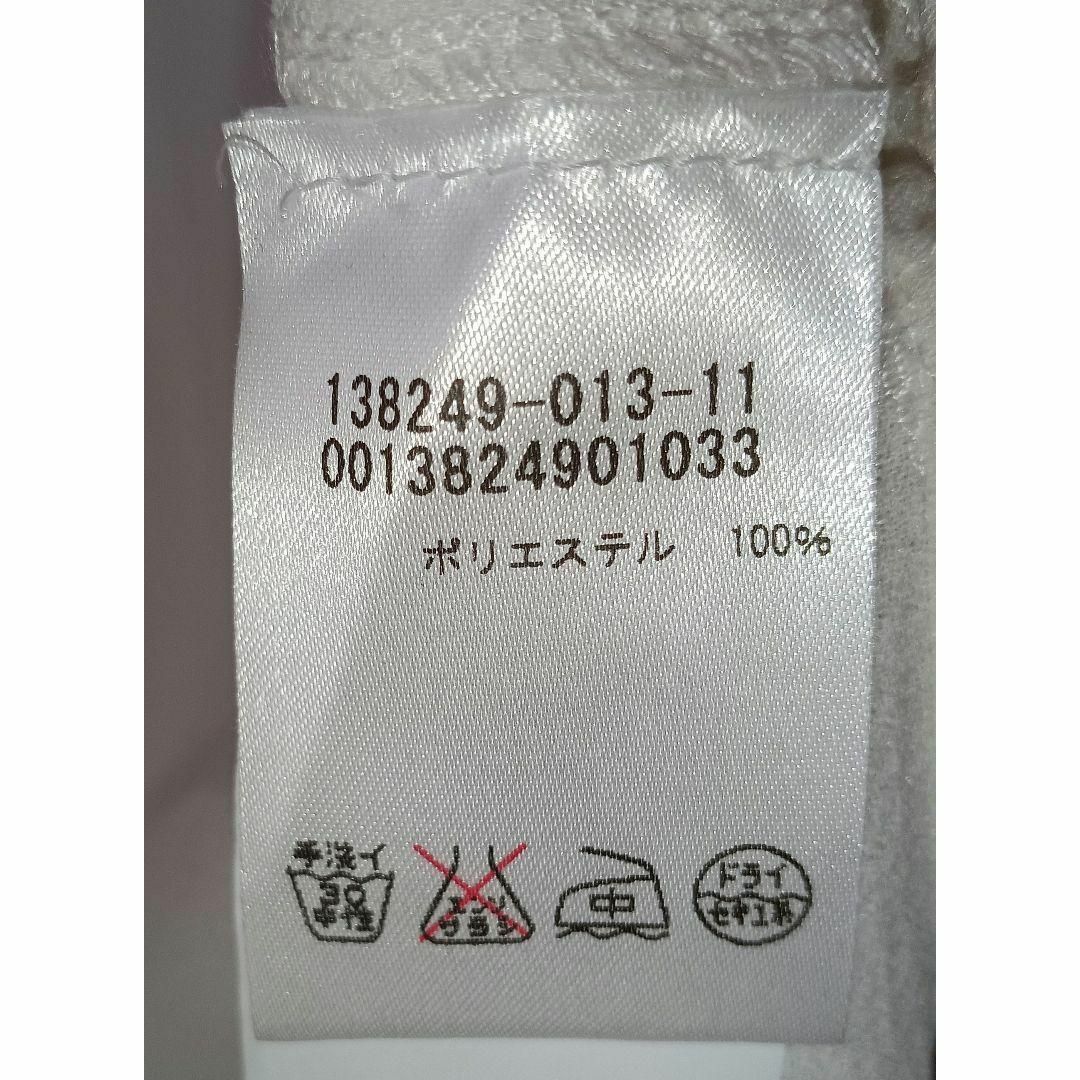 138249-013-11
0013824901033
ポリエステル 100%
手洗イ
30
中性
エンソ
サラシ
中
ドライ
セキユ系